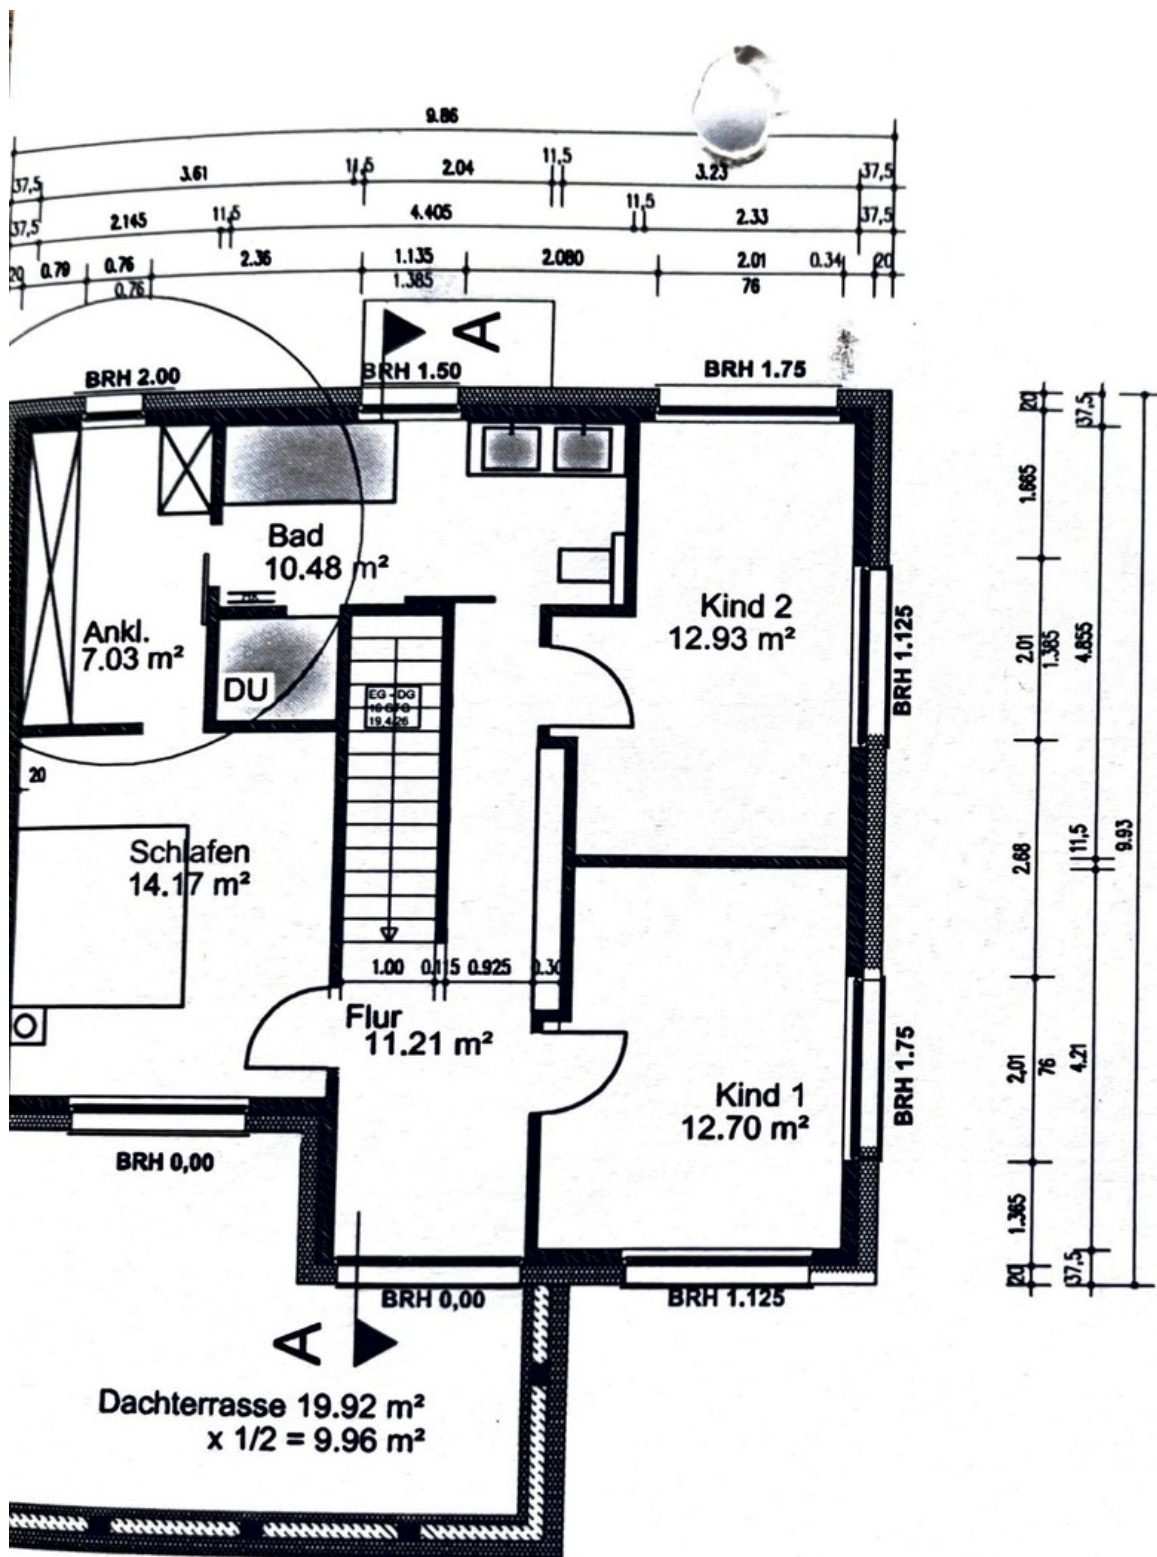 9.86
37,5 3.61 11,5 2.04 11,5 3.23 37,5
37,5 2.145 11,5 4.405 11,5 2.33 37,5
20 0.79 0.76 2.36 1.135 2.080 2.01 0.34 20
0.76 1.385 76
A
BRH 2.00
BRH 1.50
BRH 1.75
20
37,5
1.665
Bad
10.48 m²
Ankl.
7.03 m²
DU
EG - DG
19,4/26
Kind 2
12.93 m²
BRH 1.125
2.01
1.385
4.855
20
Schlafen
14.17 m²
2.68
11,5
9.93
1.00 0.115 0.925 0.30
Flur
11.21 m²
Kind 1
12.70 m²
BRH 1.75
2,01
76
4.21
BRH 0,00
1.365
20
37,5
BRH 0,00
BRH 1.125
A
Dachterrasse 19.92 m²
x 1/2 = 9.96 m²